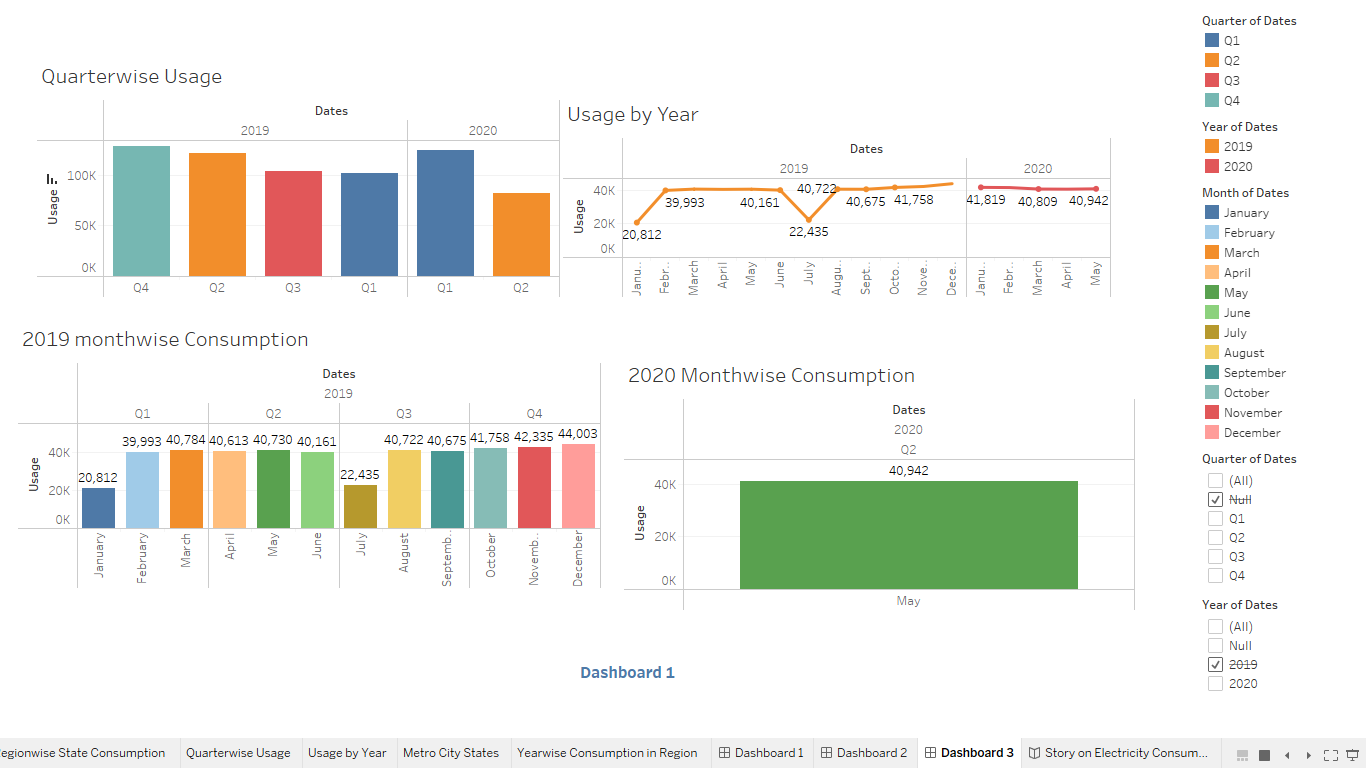 Quarterwise Usage
Dates
2019 2020
Usage
100K
50K
0K
Q4 Q2 Q3 Q1 Q1 Q2
Usage by Year
Dates
2019 2020
Usage
40K
20K
0K
20,812 39,993 40,161 40,722 22,435 40,675 41,758 41,819 40,809 40,942
Janu.. Febr.. March April May June July Augu.. Sept.. Octo.. Nove.. Dece.. Janu.. Febr.. March April May
2019 monthwise Consumption
Dates
2019
Q1 Q2 Q3 Q4
Usage
40K
20K
0K
20,812 39,993 40,784 40,613 40,730 40,161 22,435 40,722 40,675 41,758 42,335 44,003
January February March April May June July August Septemb.. October Novemb.. December
2020 Monthwise Consumption
Dates
2020
Q2
40,942
Usage
40K
20K
0K
May
Dashboard 1
Quarter of Dates
Q1
Q2
Q3
Q4
Year of Dates
2019
2020
Month of Dates
January
February
March
April
May
June
July
August
September
October
November
December
Quarter of Dates
(All)
Null
Q1
Q2
Q3
Q4
Year of Dates
(All)
Null
2019
2020
egionwise State Consumption Quarterwise Usage Usage by Year Metro City States Yearwise Consumption in Region Dashboard 1 Dashboard 2 Dashboard 3 Story on Electricity Consum...